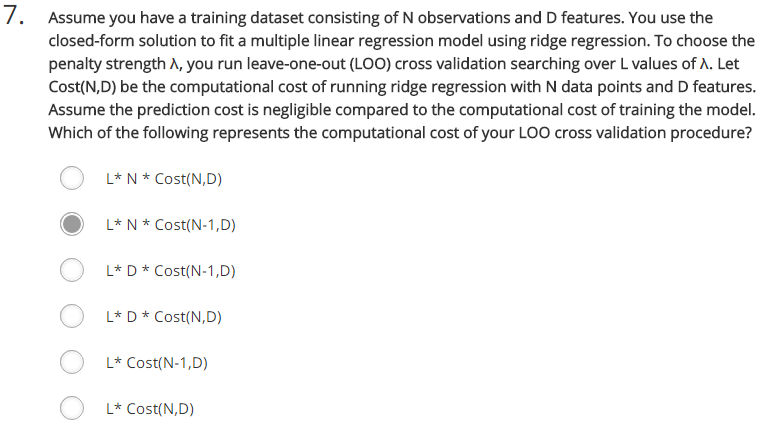 7. Assume you have a training dataset consisting of N observations and D features. You use the
closed-form solution to fit a multiple linear regression model using ridge regression. To choose the
penalty strength λ, you run leave-one-out (LOO) cross validation searching over L values of λ. Let
Cost(N,D) be the computational cost of running ridge regression with N data points and D features.
Assume the prediction cost is negligible compared to the computational cost of training the model.
Which of the following represents the computational cost of your LOO cross validation procedure?
L* N * Cost(N,D)
L* N * Cost(N-1,D)
L* D * Cost(N-1,D)
L* D * Cost(N,D)
L* Cost(N-1,D)
L* Cost(N,D)